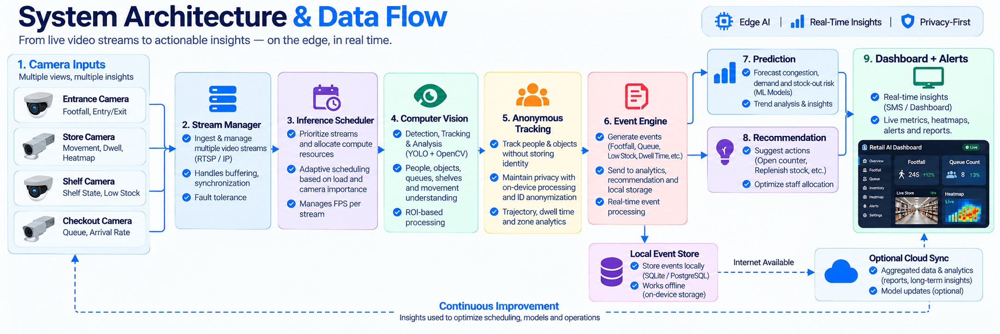 System Architecture & Data Flow
From live video streams to actionable insights — on the edge, in real time.
Edge AI | Real-Time Insights | Privacy-First
1. Camera Inputs
Multiple views, multiple insights
Entrance Camera
Footfall, Entry/Exit
Store Camera
Movement, Dwell,
Heatmap
Shelf Camera
Shelf State, Low Stock
Checkout Camera
Queue, Arrival Rate
2. Stream Manager
Ingest & manage
multiple video streams
(RTSP / IP)
Handles buffering,
synchronization
Fault tolerance
3. Inference Scheduler
Prioritize streams
and allocate compute
resources
Adaptive scheduling
based on load and
camera importance
Manages FPS per
stream
4. Computer Vision
Detection, Tracking
& Analysis
(YOLO + OpenCV)
People, objects,
queues, shelves
and movement
understanding
ROI-based
processing
5. Anonymous
Tracking
Track people & objects
without storing
identity
Maintain privacy with
on-device processing
and ID anonymization
Trajectory, dwell time
and zone analytics
6. Event Engine
Generate events
(Footfall, Queue,
Low Stock, Dwell Time, etc.)
Send to analytics,
recommendation and
local storage
Real-time event
processing
7. Prediction
Forecast congestion,
demand and stock-out risk
(ML Models)
Trend analysis & insights
8. Recommendation
Suggest actions
(Open counter,
Replenish stock, etc.)
Optimize staff allocation
9. Dashboard + Alerts
Real-time insights
(SMS / Dashboard)
Live metrics, heatmaps,
alerts and reports.
Retail AI Dashboard
Live
Overview
Footfall
Queue
Inventory
Heatmap
Alerts
Settings
Footfall
245 ↑12%
Queue Count
8 ↑3%
Live Store
Heatmap
Live
Local Event Store
Store events locally
(SQLite / PostgreSQL)
Works offline
(on-device storage)
Internet Available
Optional Cloud Sync
Aggregated data & analytics
(reports, long-term insights)
Model updates (optional)
Continuous Improvement
Insights used to optimize scheduling, models and operations